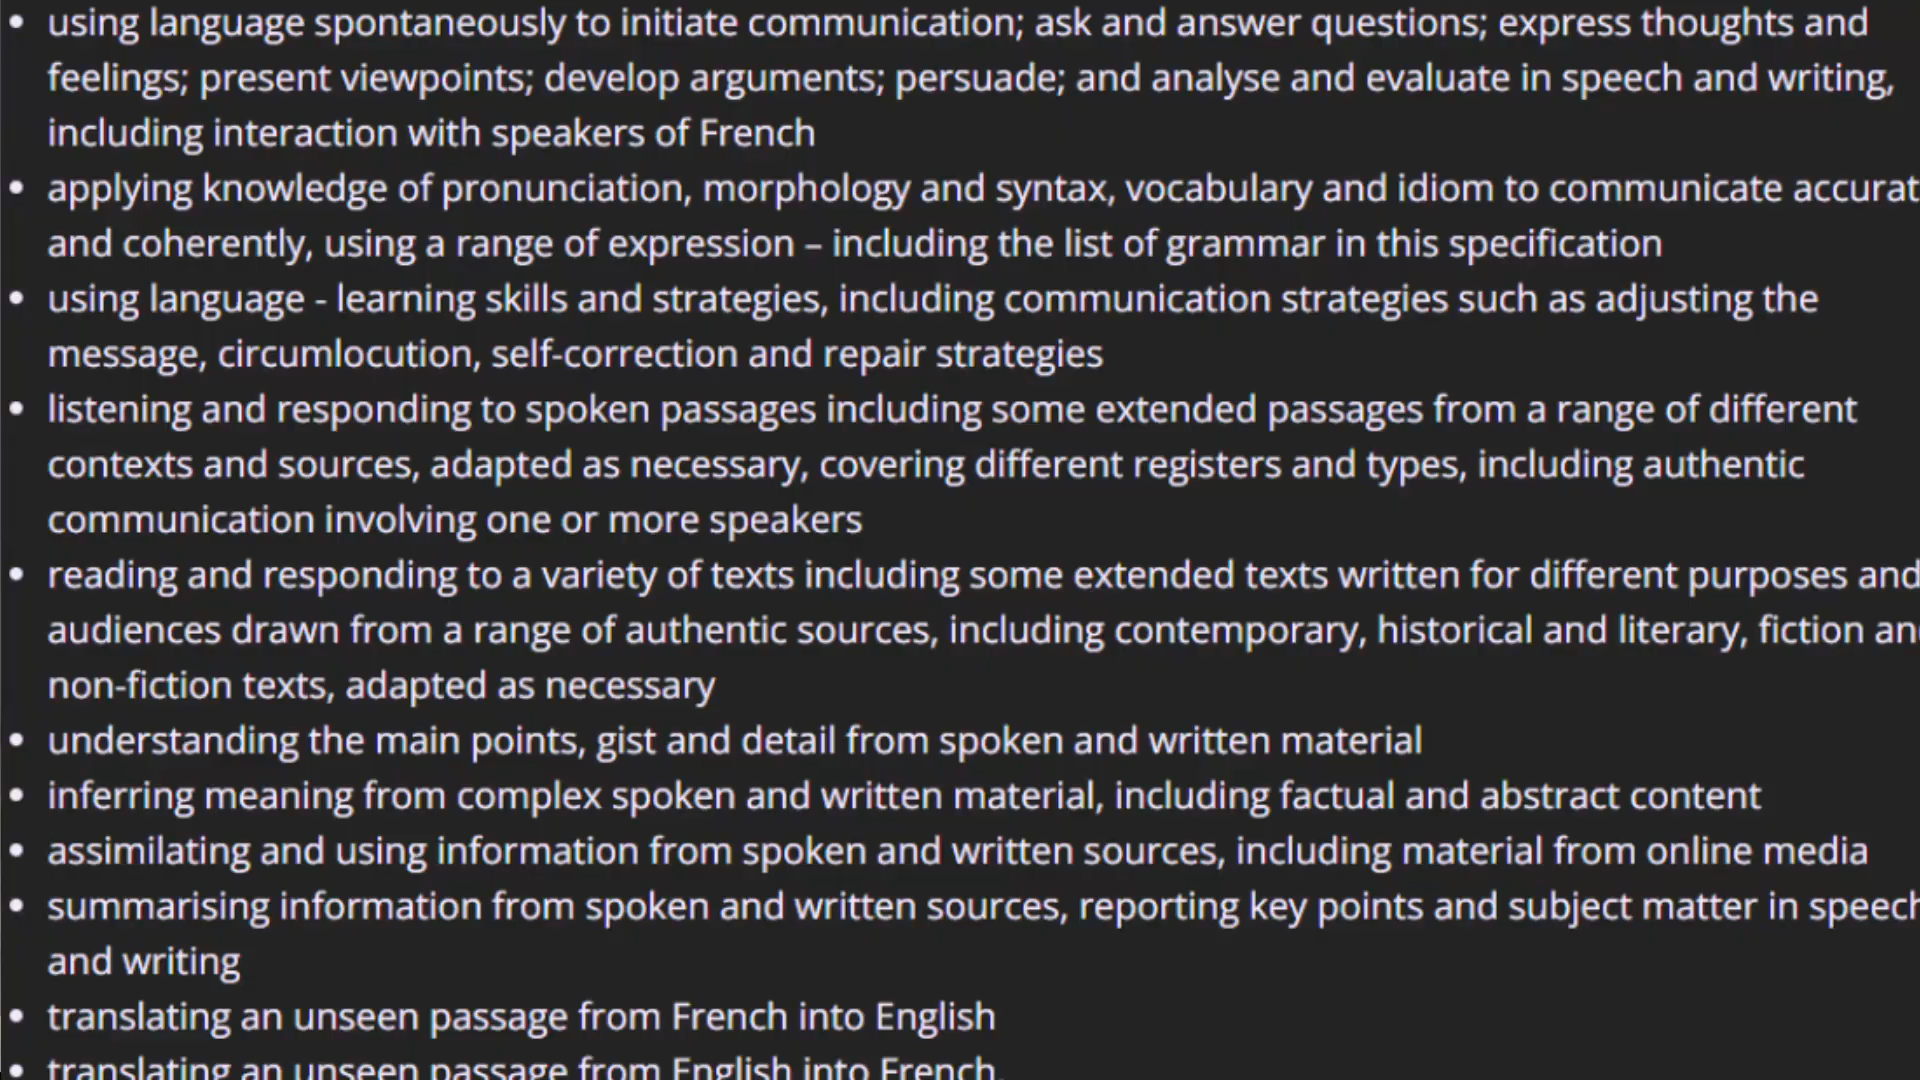 • using language spontaneously to initiate communication; ask and answer questions; express thoughts and
feelings; present viewpoints; develop arguments; persuade; and analyse and evaluate in speech and writing,
including interaction with speakers of French
• applying knowledge of pronunciation, morphology and syntax, vocabulary and idiom to communicate accurat
and coherently, using a range of expression – including the list of grammar in this specification
• using language - learning skills and strategies, including communication strategies such as adjusting the
message, circumlocution, self-correction and repair strategies
• listening and responding to spoken passages including some extended passages from a range of different
contexts and sources, adapted as necessary, covering different registers and types, including authentic
communication involving one or more speakers
• reading and responding to a variety of texts including some extended texts written for different purposes and
audiences drawn from a range of authentic sources, including contemporary, historical and literary, fiction an
non-fiction texts, adapted as necessary
• understanding the main points, gist and detail from spoken and written material
• inferring meaning from complex spoken and written material, including factual and abstract content
• assimilating and using information from spoken and written sources, including material from online media
• summarising information from spoken and written sources, reporting key points and subject matter in speech
and writing
• translating an unseen passage from French into English
• translating an unseen passage from English into French.